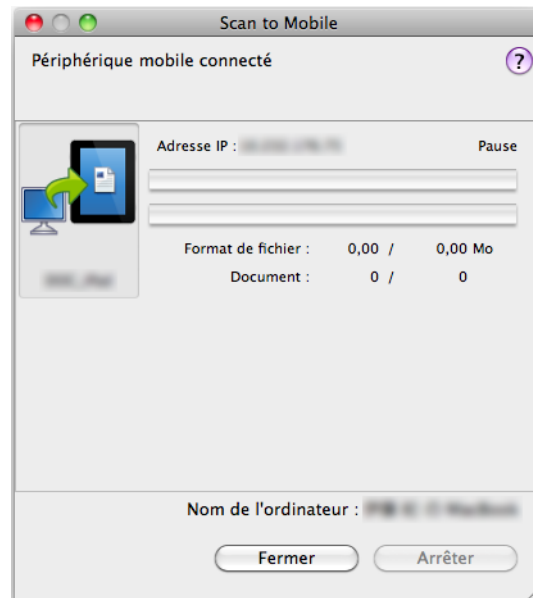 Scan to Mobile
Périphérique mobile connecté
?
Adresse IP : Pause
Format de fichier : 0,00 / 0,00 Mo
Document : 0 / 0
Nom de l'ordinateur :
Fermer Arrêter